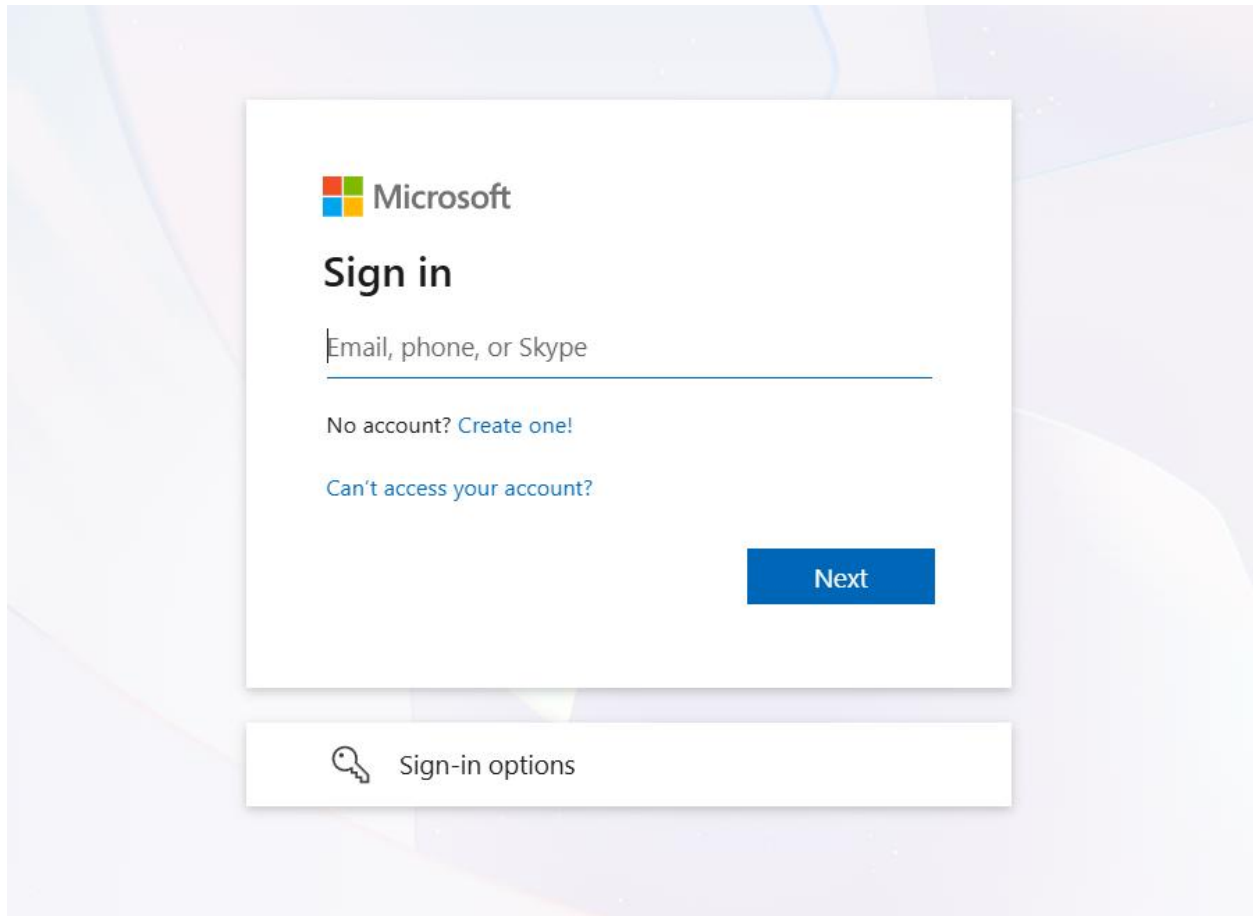 Microsoft
Sign in
Email, phone, or Skype
No account? Create one!
Can't access your account?
Next
Sign-in options